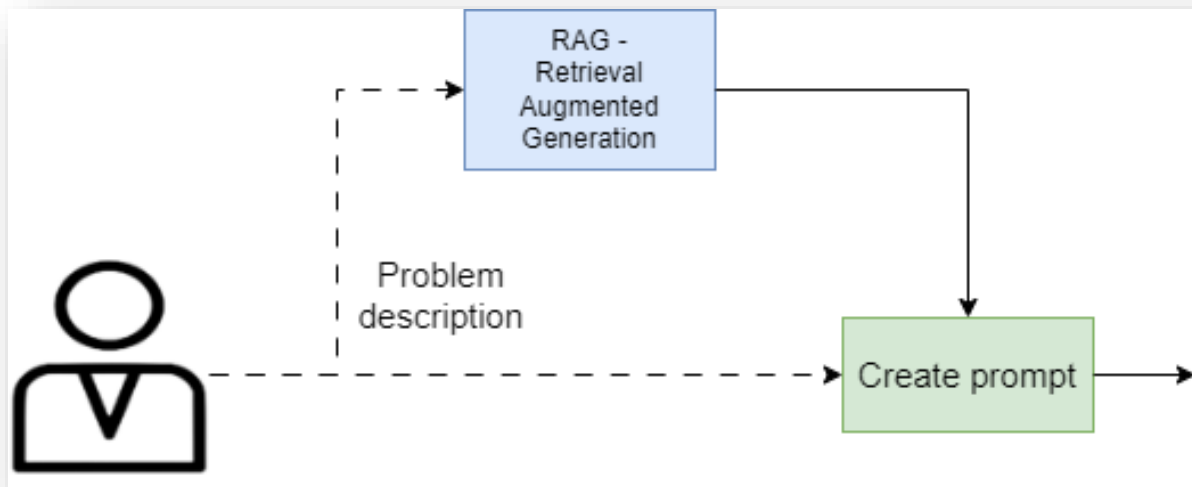 RAG -
Retrieval
Augmented
Generation
Problem
description
Create prompt